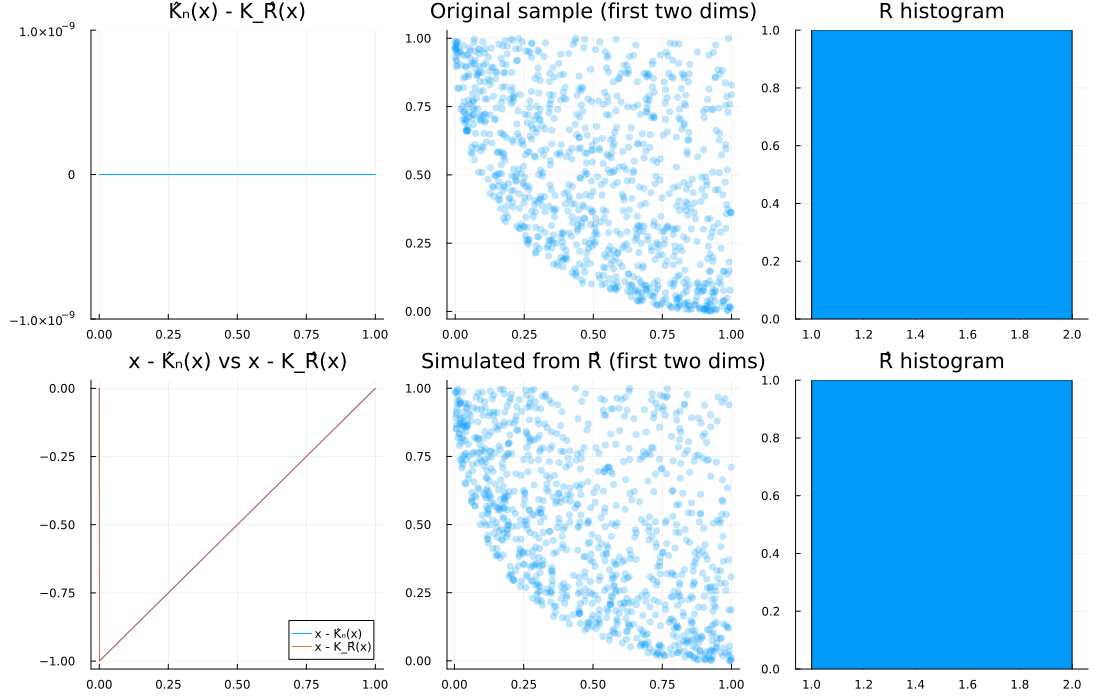 K̂ₙ(x) - K_R̂(x)
1.0×10⁻⁹
0
−1.0×10⁻⁹
0.00 0.25 0.50 0.75 1.00
Original sample (first two dims)
1.00
0.75
0.50
0.25
0.00
0.00 0.25 0.50 0.75 1.00
R histogram
1.0
0.8
0.6
0.4
0.2
0.0
1.0 1.2 1.4 1.6 1.8 2.0
x - K̂ₙ(x) vs x - K_R̂(x)
0.00
−0.25
−0.50
−0.75
−1.00
x - K̂ₙ(x)
x - K_R̂(x)
0.00 0.25 0.50 0.75 1.00
Simulated from R̂ (first two dims)
1.00
0.75
0.50
0.25
0.00
0.00 0.25 0.50 0.75 1.00
R̂ histogram
1.0
0.8
0.6
0.4
0.2
0.0
1.0 1.2 1.4 1.6 1.8 2.0